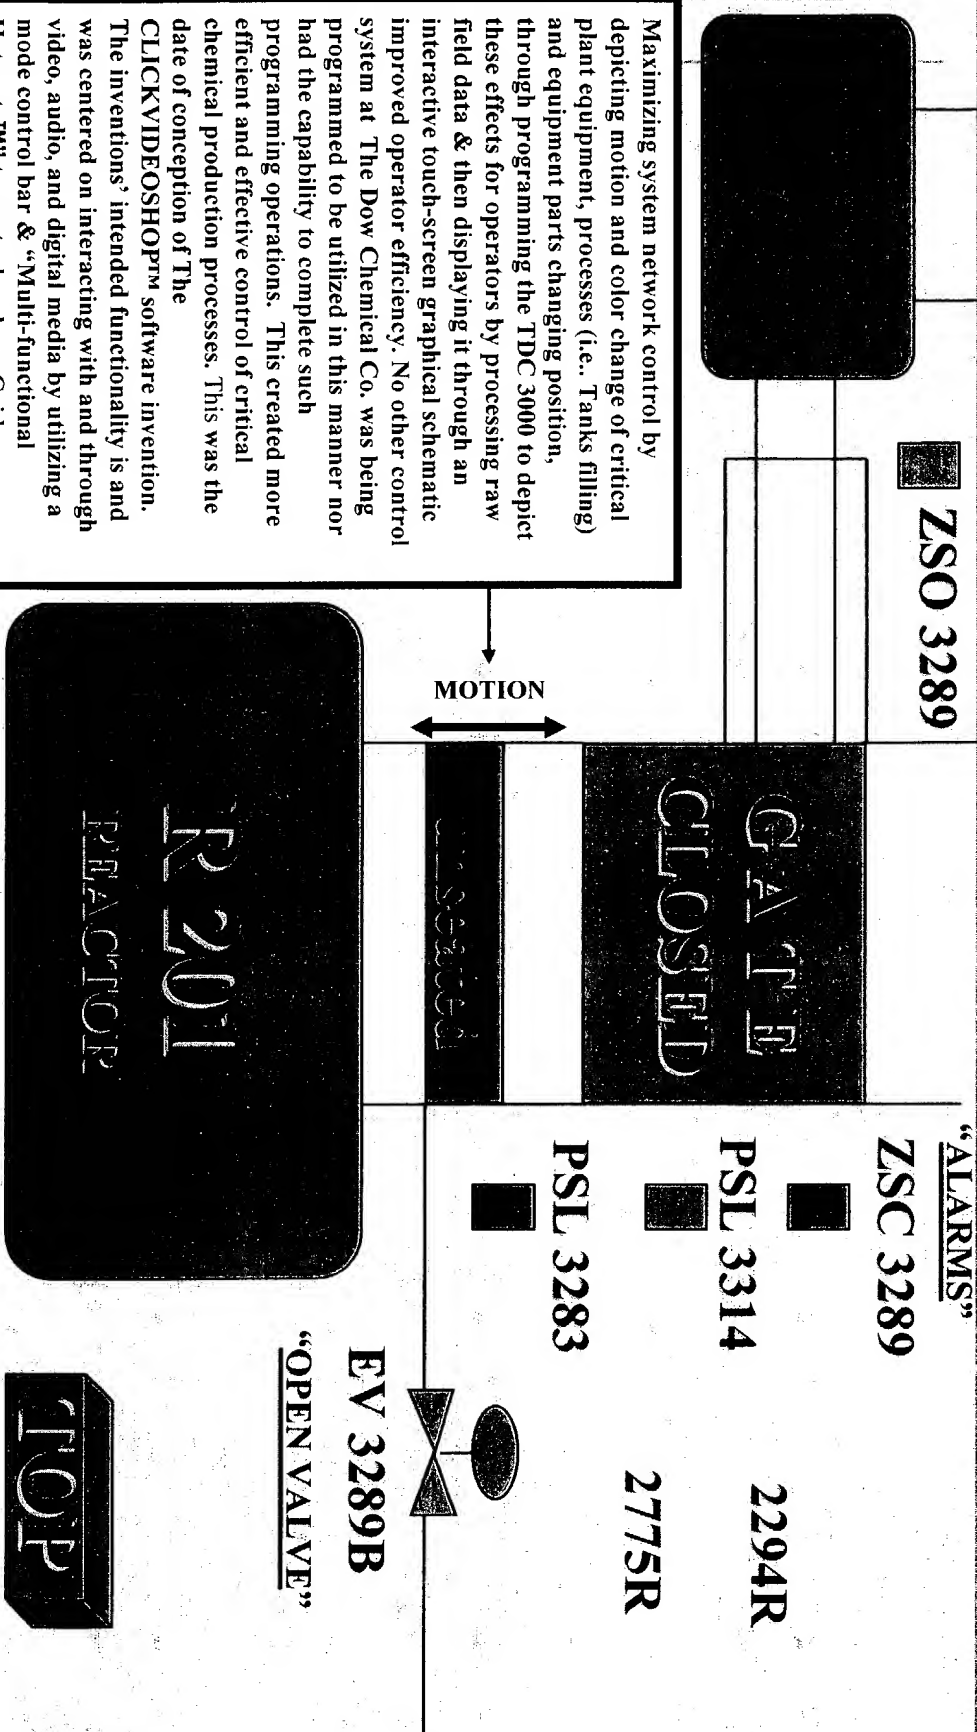 ZSO 3289
"ALARMS"
ZSC 3289
2294R
PSL 3314
2775R
PSL 3283
GATE
CLOSED
MOTION
unseated
EV 3289B
"OPEN VALVE"
R 201
REACTOR
TOP
Maximizing system network control by
depicting motion and color change of critical
plant equipment, processes (i.e.. Tanks filling)
and equipment parts changing position,
through programming the TDC 3000 to depict
these effects for operators by processing raw
field data & then displaying it through an
interactive touch-screen graphical schematic
improved operator efficiency. No other control
system at The Dow Chemical Co. was being
programmed to be utilized in this manner nor
had the capability to complete such
programming operations. This created more
efficient and effective control of critical
chemical production processes. This was the
date of conception of The
CLICKVIDEOSHOP™ software invention.
The inventions' intended functionality is and
was centered on interacting with and through
video, audio, and digital media by utilizing a
mode control bar & "Multi-functional